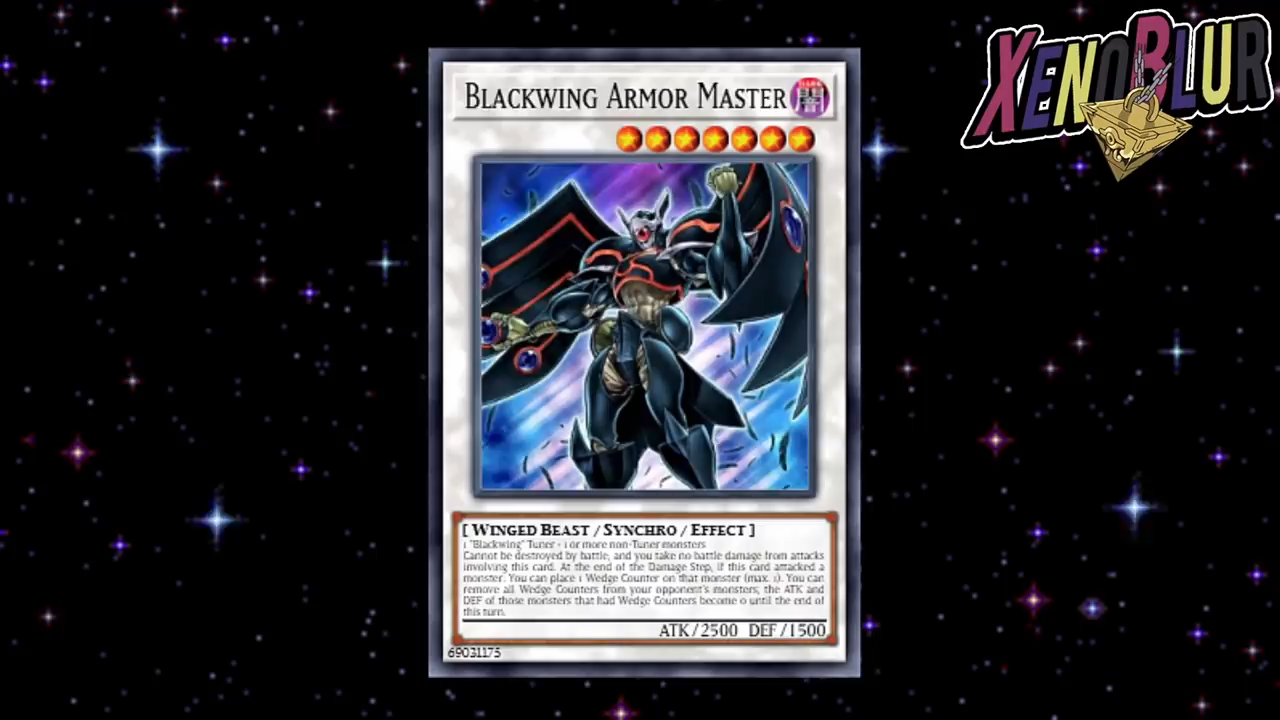 XENOBLUR
BLACKWING ARMOR MASTER
DARK
闇
[ WINGED BEAST / SYNCHRO / EFFECT ]
1 "Blackwing" Tuner + 1 or more non-Tuner monsters
Cannot be destroyed by battle, and you take no battle damage from attacks
involving this card. At the end of the Damage Step, if this card attacked a
monster: You can place 1 Wedge Counter on that monster (max. 1). You can
remove all Wedge Counters from your opponent's monsters; the ATK and
DEF of those monsters that had Wedge Counters become 0 until the end of
this turn.
ATK/2500 DEF/1500
69031175